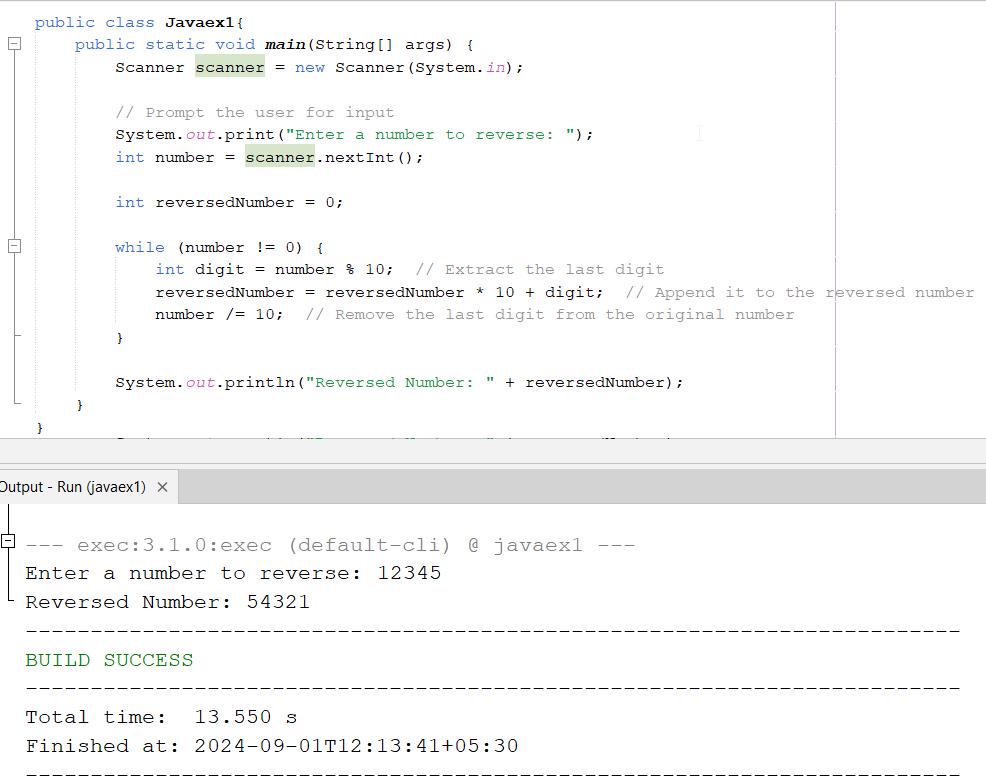 public class Javaex1{
public static void main(String[] args) {
Scanner scanner = new Scanner(System.in);
// Prompt the user for input
System.out.print("Enter a number to reverse: ");
int number = scanner.nextInt();
int reversedNumber = 0;
while (number != 0) {
int digit = number % 10;  // Extract the last digit
reversedNumber = reversedNumber * 10 + digit;  // Append it to the reversed number
number /= 10;  // Remove the last digit from the original number
}
System.out.println("Reversed Number: " + reversedNumber);
}
}
Output - Run (javaex1) ×
--- exec:3.1.0:exec (default-cli) @ javaex1 ---
Enter a number to reverse: 12345
Reversed Number: 54321
------------------------------------------------------------------------
BUILD SUCCESS
------------------------------------------------------------------------
Total time:  13.550 s
Finished at: 2024-09-01T12:13:41+05:30
------------------------------------------------------------------------